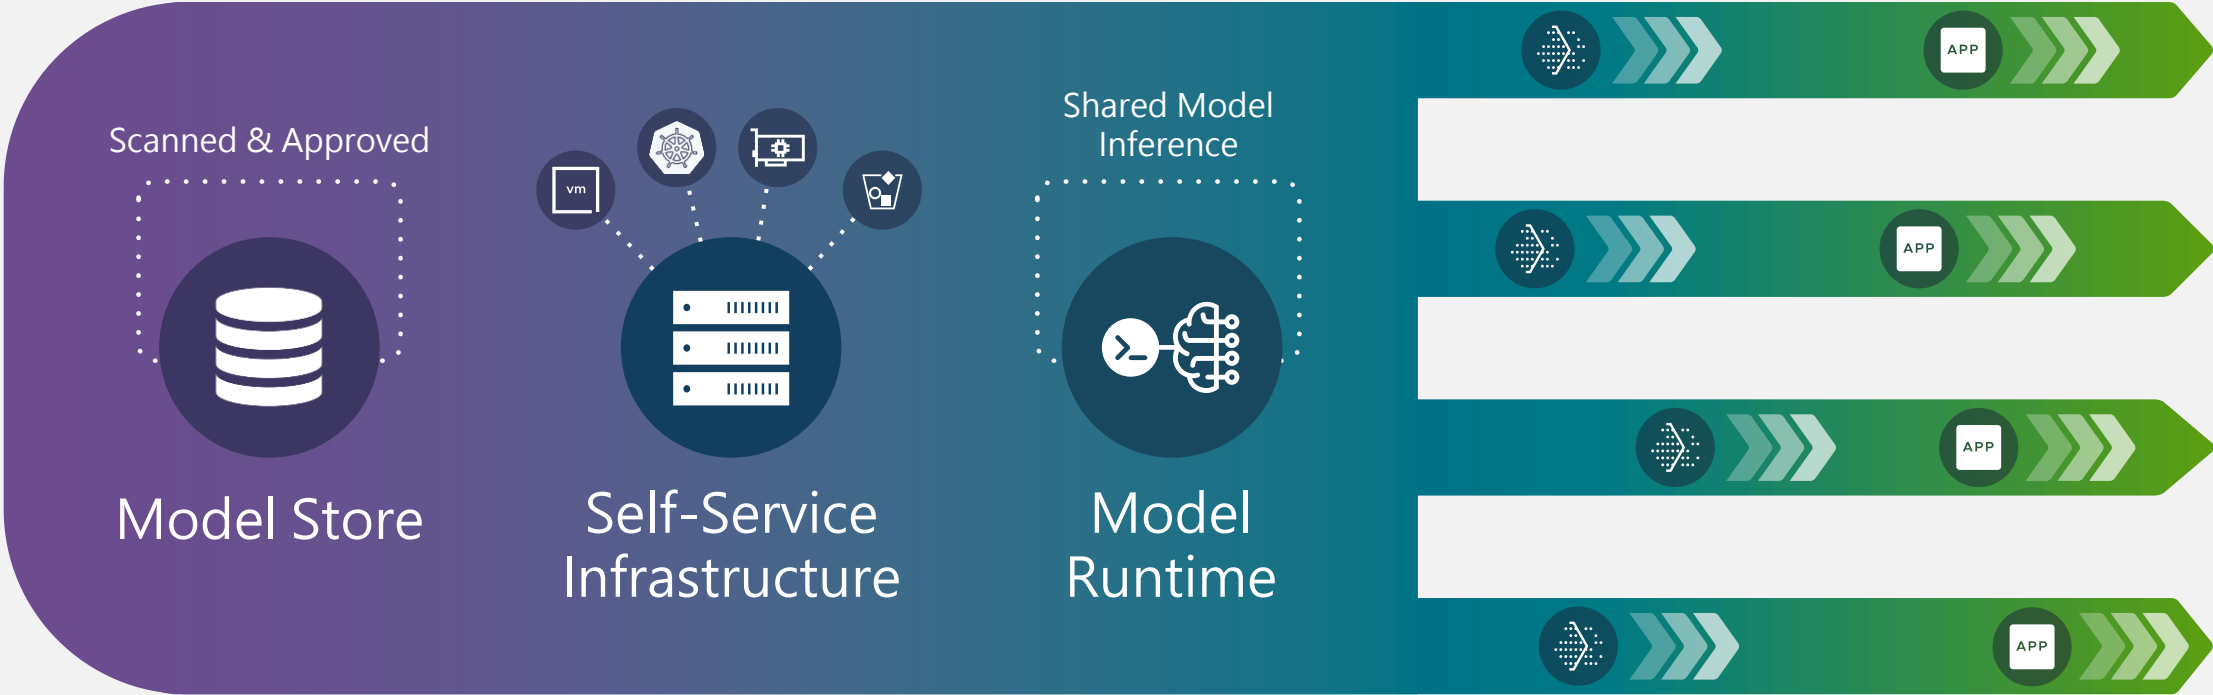 Scanned & Approved
vm
Shared Model
Inference
Model Store
Self-Service
Infrastructure
Model
Runtime
APP
APP
APP
APP